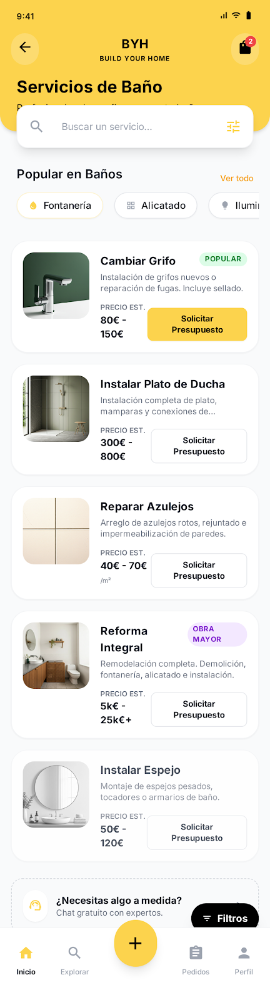 9:41
BYH
2
BUILD YOUR HOME
Servicios de Baño
Buscar un servicio...
Popular en Baños
Ver todo
Fontanería
Alicatado
Ilumin
Cambiar Grifo
POPULAR
Instalación de grifos nuevos o
reparación de fugas. Incluye sellado.
PRECIO EST.
80€ -
150€
Solicitar
Presupuesto
Instalar Plato de Ducha
Instalación completa de plato,
mamparas y conexiones de...
PRECIO EST.
300€ -
800€
Solicitar
Presupuesto
Reparar Azulejos
Arreglo de azulejos rotos, rejuntado e
impermeabilización de paredes.
PRECIO EST.
40€ - 70€
/m²
Solicitar
Presupuesto
Reforma
Integral
OBRA
MAYOR
Remodelación completa. Demolición,
fontanería, alicatado e instalación.
PRECIO EST.
5k€ -
25k€+
Solicitar
Presupuesto
Instalar Espejo
Montaje de espejos pesados,
tocadores o armarios de baño.
PRECIO EST.
50€ -
120€
Solicitar
Presupuesto
¿Necesitas algo a medida?
Chat gratuito con expertos.
Filtros
Inicio
Explorar
Pedidos
Perfil